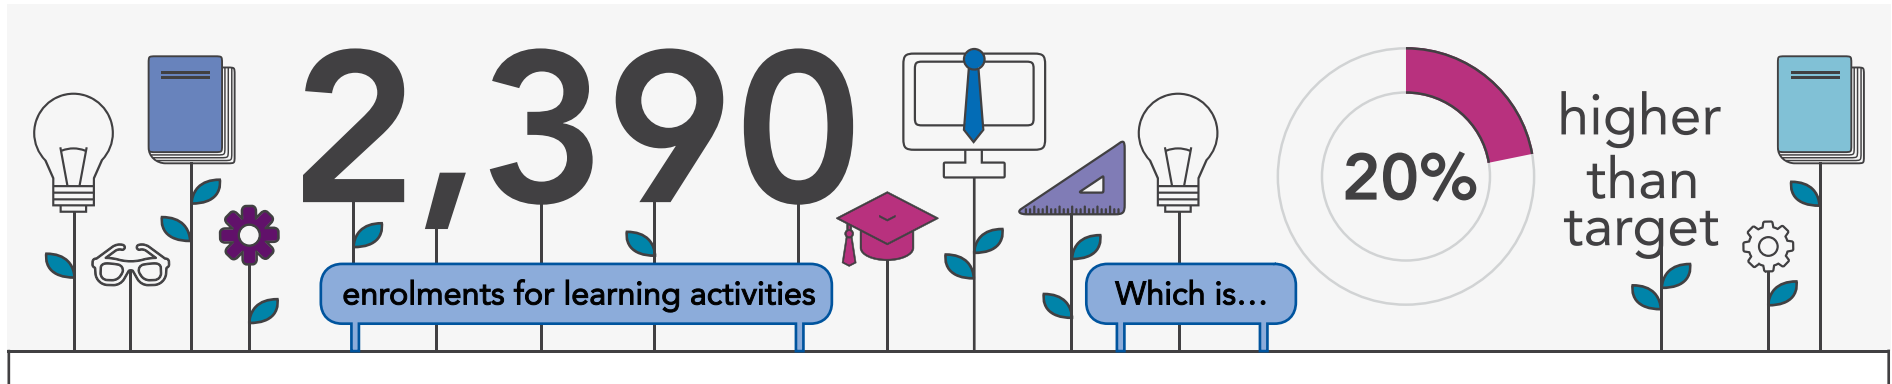 2,390
enrolments for learning activities
Which is...
20%
higher
than
target